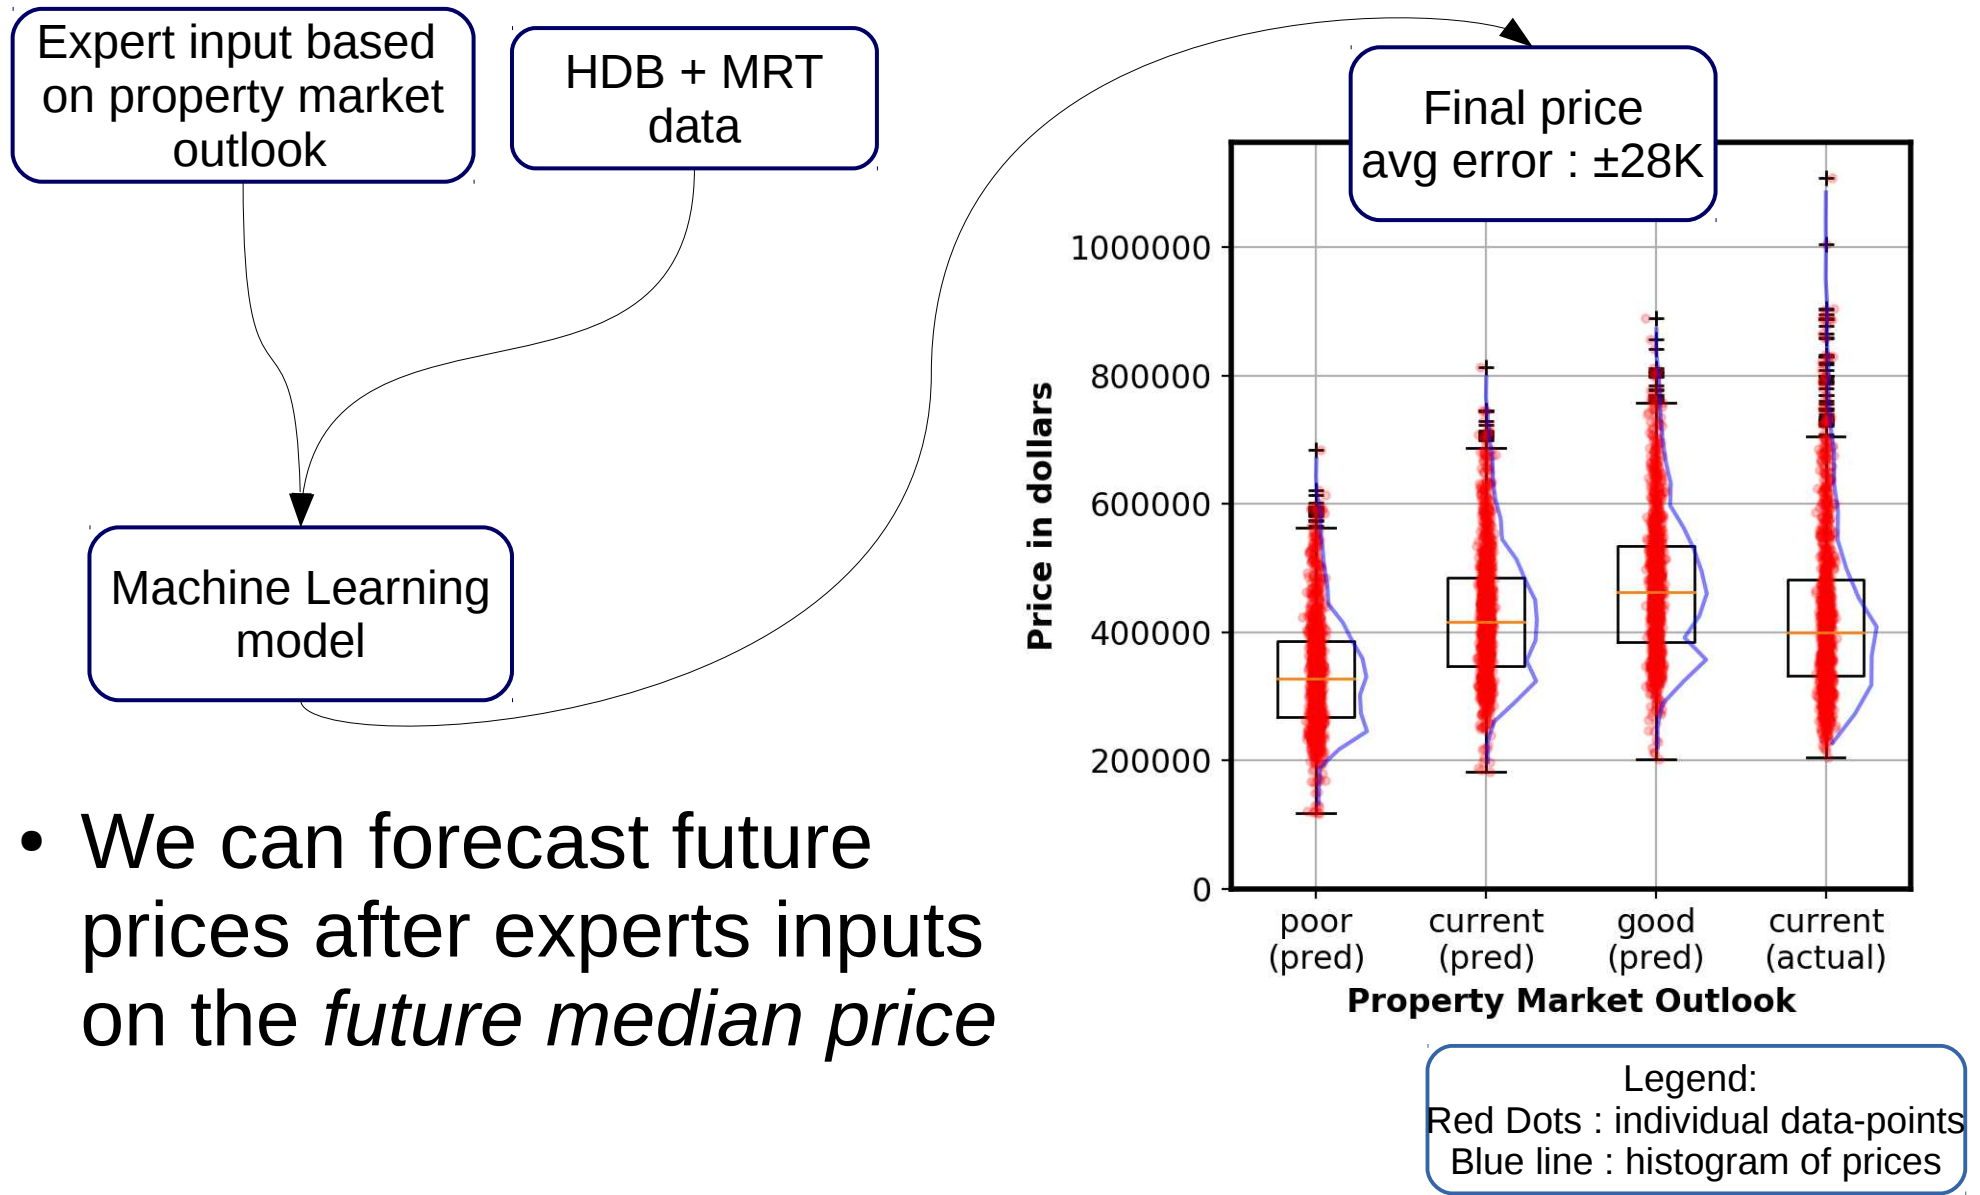 Expert input based
on property market
outlook
HDB + MRT
data
Machine Learning
model
Final price
avg error : ±28K
1000000
800000
600000
400000
200000
0
Price in dollars
poor
(pred)
current
(pred)
good
(pred)
current
(actual)
Property Market Outlook
• We can forecast future
prices after experts inputs
on the future median price
Legend:
Red Dots : individual data-points
Blue line : histogram of prices